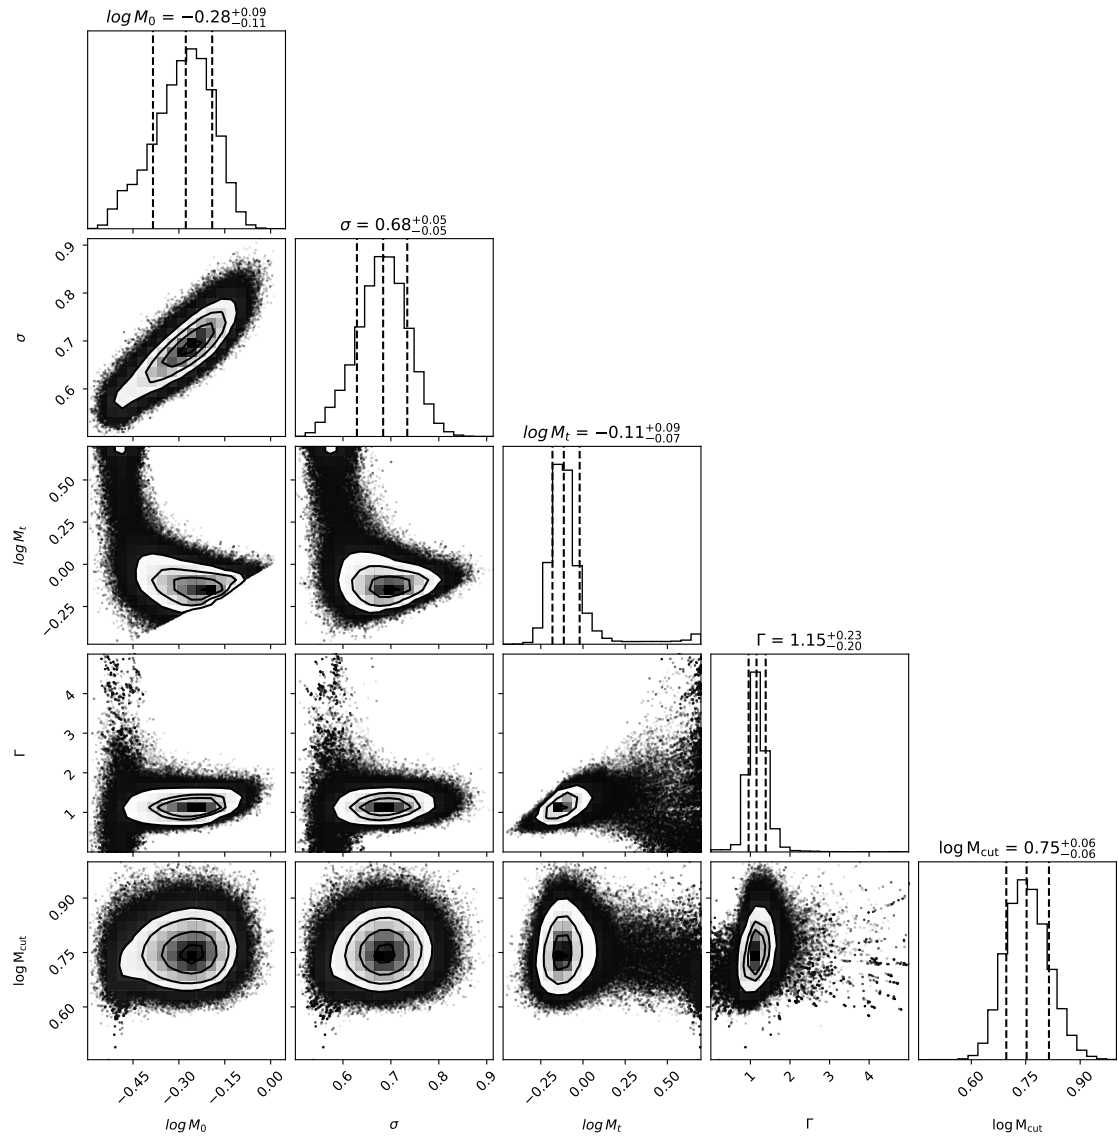 log M₀ = −0.28^{+0.09}_{−0.11}
σ = 0.68^{+0.05}_{−0.05}
0.9
0.8
0.7
0.6
σ
log M_t = −0.11^{+0.09}_{−0.07}
0.50
0.25
0.00
−0.25
log M_t
Γ = 1.15^{+0.23}_{−0.20}
4
3
2
1
Γ
log M_cut = 0.75^{+0.06}_{−0.06}
0.90
0.75
0.60
log M_cut
−0.45 −0.30 −0.15 0.00 0.6 0.7 0.8 0.9 −0.25 0.00 0.25 0.50 1 2 3 4 0.60 0.75 0.90
log M₀ σ log M_t Γ log M_cut